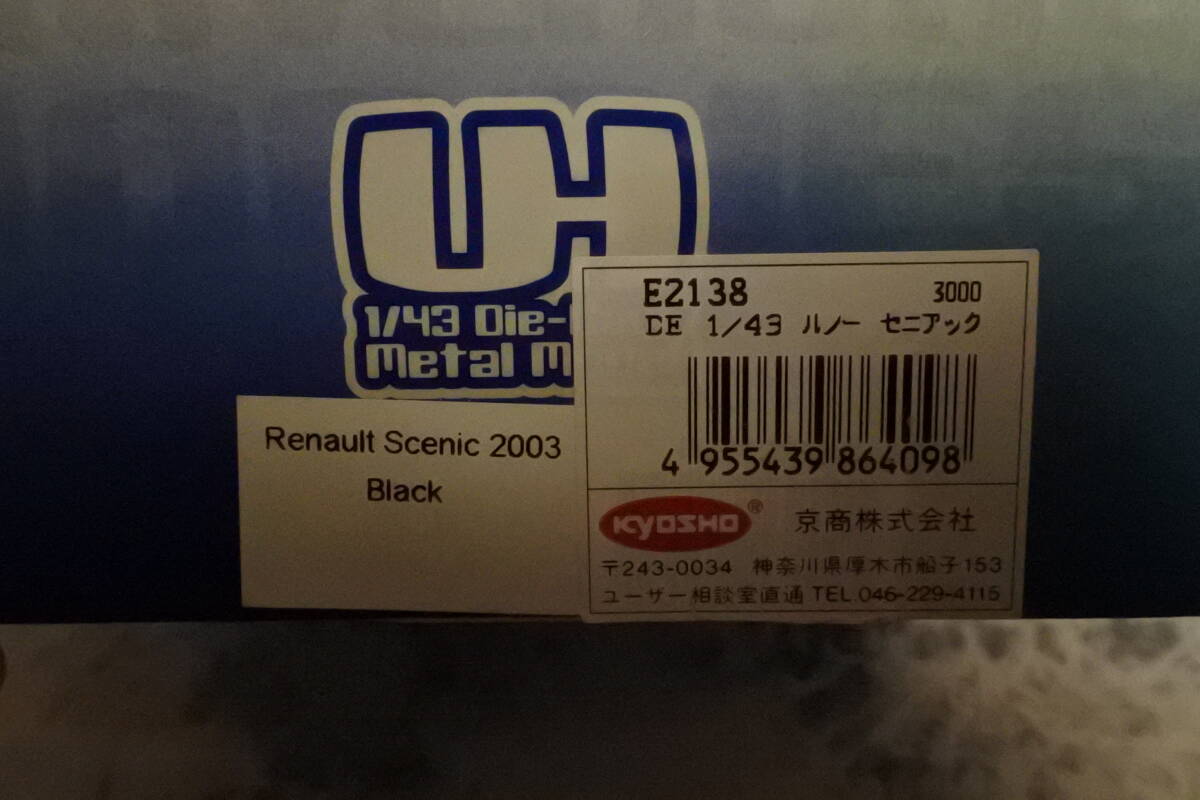 UH
1/43 Die-
Metal M
Renault Scenic 2003
Black
E2138 3000
DE 1/43 ルノー セニアック
4 955439 864098
KYOSHO® 京商株式会社
〒243-0034 神奈川県厚木市船子153
ユーザー相談室直通 TEL 046-229-4115